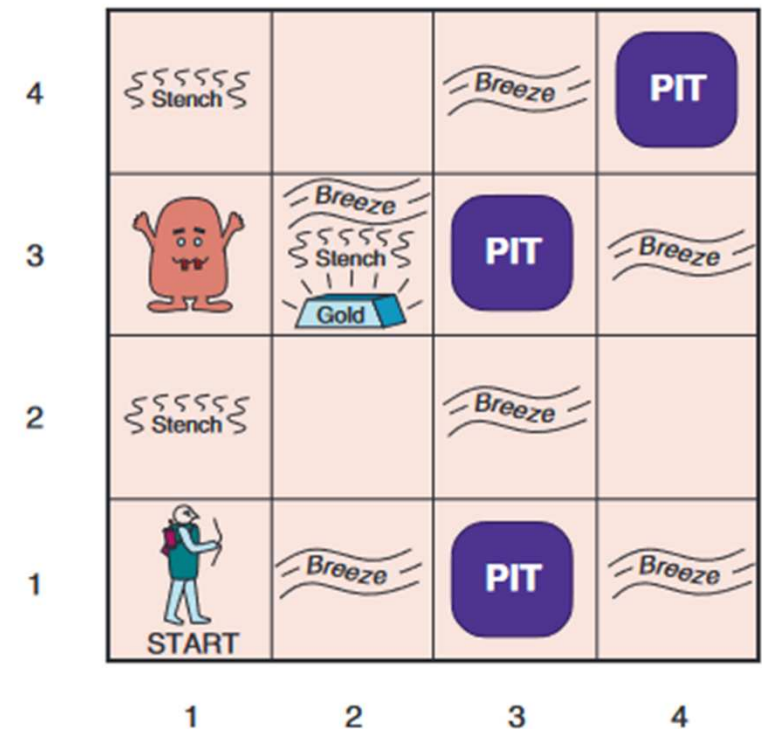 4
Stench
Breeze
PIT
3
Breeze
Stench
Gold
PIT
Breeze
2
Stench
Breeze
1
START
Breeze
PIT
Breeze
1 2 3 4